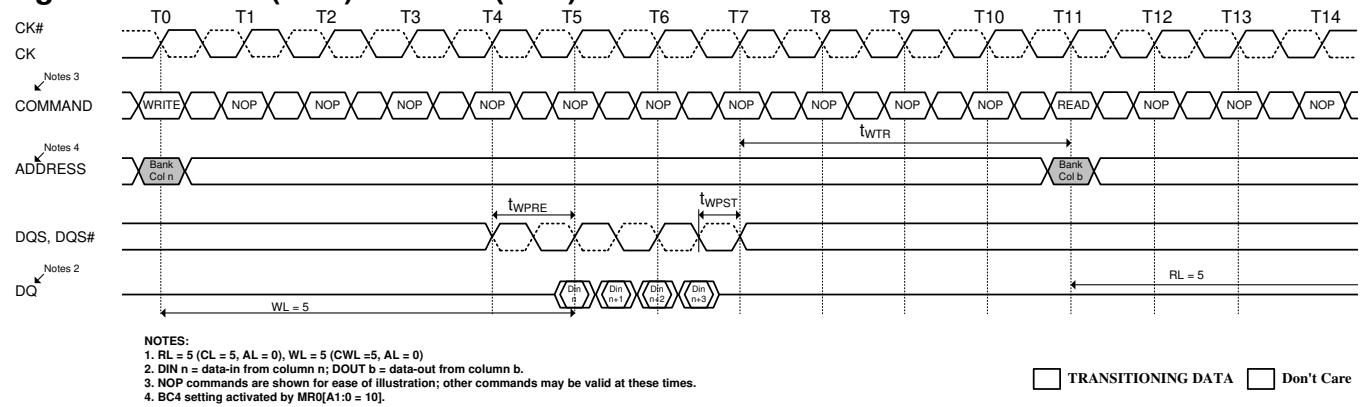 T0 T1 T2 T3 T4 T5 T6 T7 T8 T9 T10 T11 T12 T13 T14
CK#
CK
Notes 3
COMMAND WRITE NOP NOP NOP NOP NOP NOP NOP NOP NOP NOP READ NOP NOP NOP
tWTR
Notes 4
ADDRESS
Bank
Col n
Bank
Col b
tWPRE
tWPST
DQS, DQS#
Notes 2
DQ
Din
n
Din
n+1
Din
n+2
Din
n+3
RL = 5
WL = 5
NOTES:
1. RL = 5 (CL = 5, AL = 0), WL = 5 (CWL =5, AL = 0)
2. DIN n = data-in from column n; DOUT b = data-out from column b.
3. NOP commands are shown for ease of illustration; other commands may be valid at these times.
4. BC4 setting activated by MR0[A1:0 = 10].
TRANSITIONING DATA
Don't Care